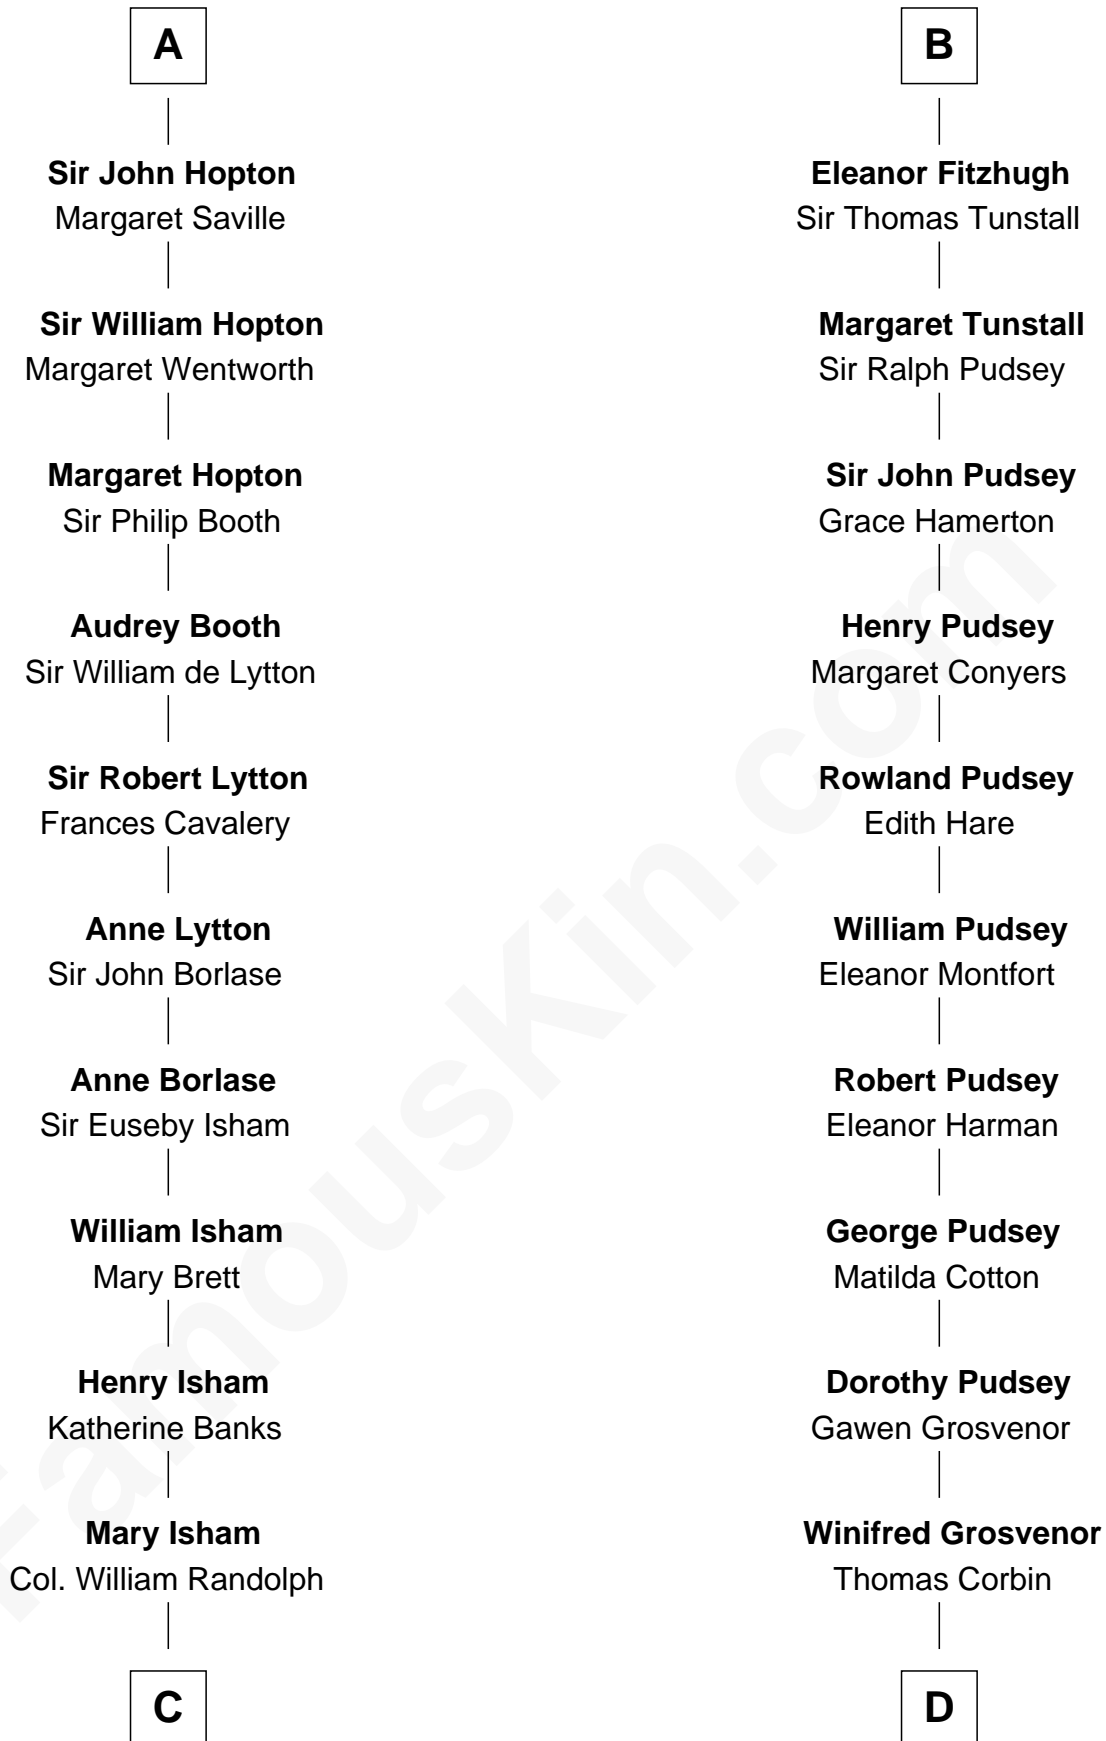 A
Sir John Hopton
Margaret Saville
Sir William Hopton
Margaret Wentworth
Margaret Hopton
Sir Philip Booth
Audrey Booth
Sir William de Lytton
Sir Robert Lytton
Frances Cavalery
Anne Lytton
Sir John Borlase
Anne Borlase
Sir Euseby Isham
William Isham
Mary Brett
Henry Isham
Katherine Banks
Mary Isham
Col. William Randolph
C
B
Eleanor Fitzhugh
Sir Thomas Tunstall
Margaret Tunstall
Sir Ralph Pudsey
Sir John Pudsey
Grace Hamerton
Henry Pudsey
Margaret Conyers
Rowland Pudsey
Edith Hare
William Pudsey
Eleanor Montfort
Robert Pudsey
Eleanor Harman
George Pudsey
Matilda Cotton
Dorothy Pudsey
Gawen Grosvenor
Winifred Grosvenor
Thomas Corbin
D
FamousKin.com